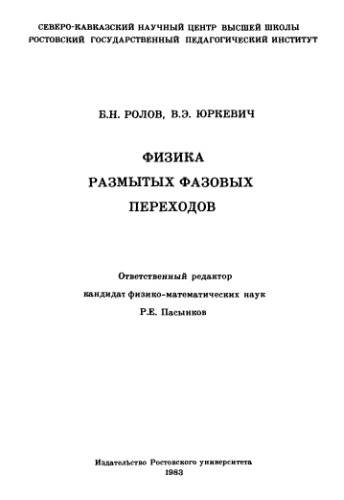 СЕВЕРО-КАВКАЗСКИЙ НАУЧНЫЙ ЦЕНТР ВЫСШЕЙ ШКОЛЫ
РОСТОВСКИЙ ГОСУДАРСТВЕННЫЙ ПЕДАГОГИЧЕСКИЙ ИНСТИТУТ
Б.Н. РОЛОВ, В.Э. ЮРКЕВИЧ
ФИЗИКА
РАЗМЫТЫХ ФАЗОВЫХ
ПЕРЕХОДОВ
Ответственный редактор
кандидат физико-математических наук
Р.Е. Пасынков
Издательство Ростовского университета
1983